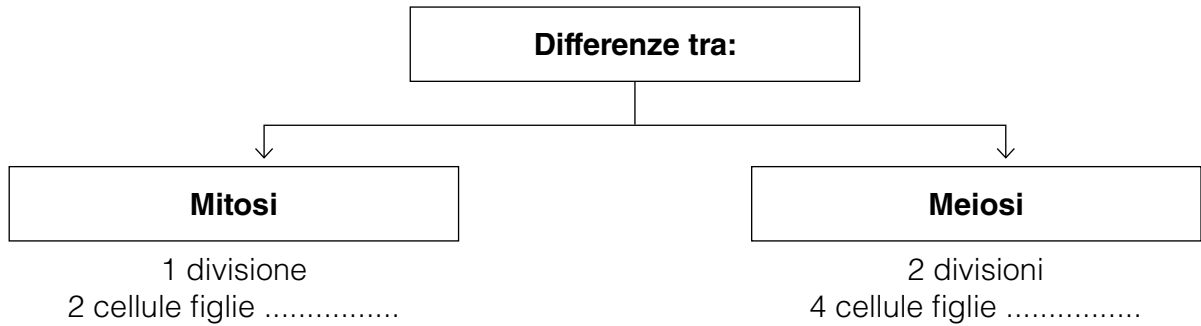 Differenze tra:
Mitosi
1 divisione
2 cellule figlie ................
Meiosi
2 divisioni
4 cellule figlie ................